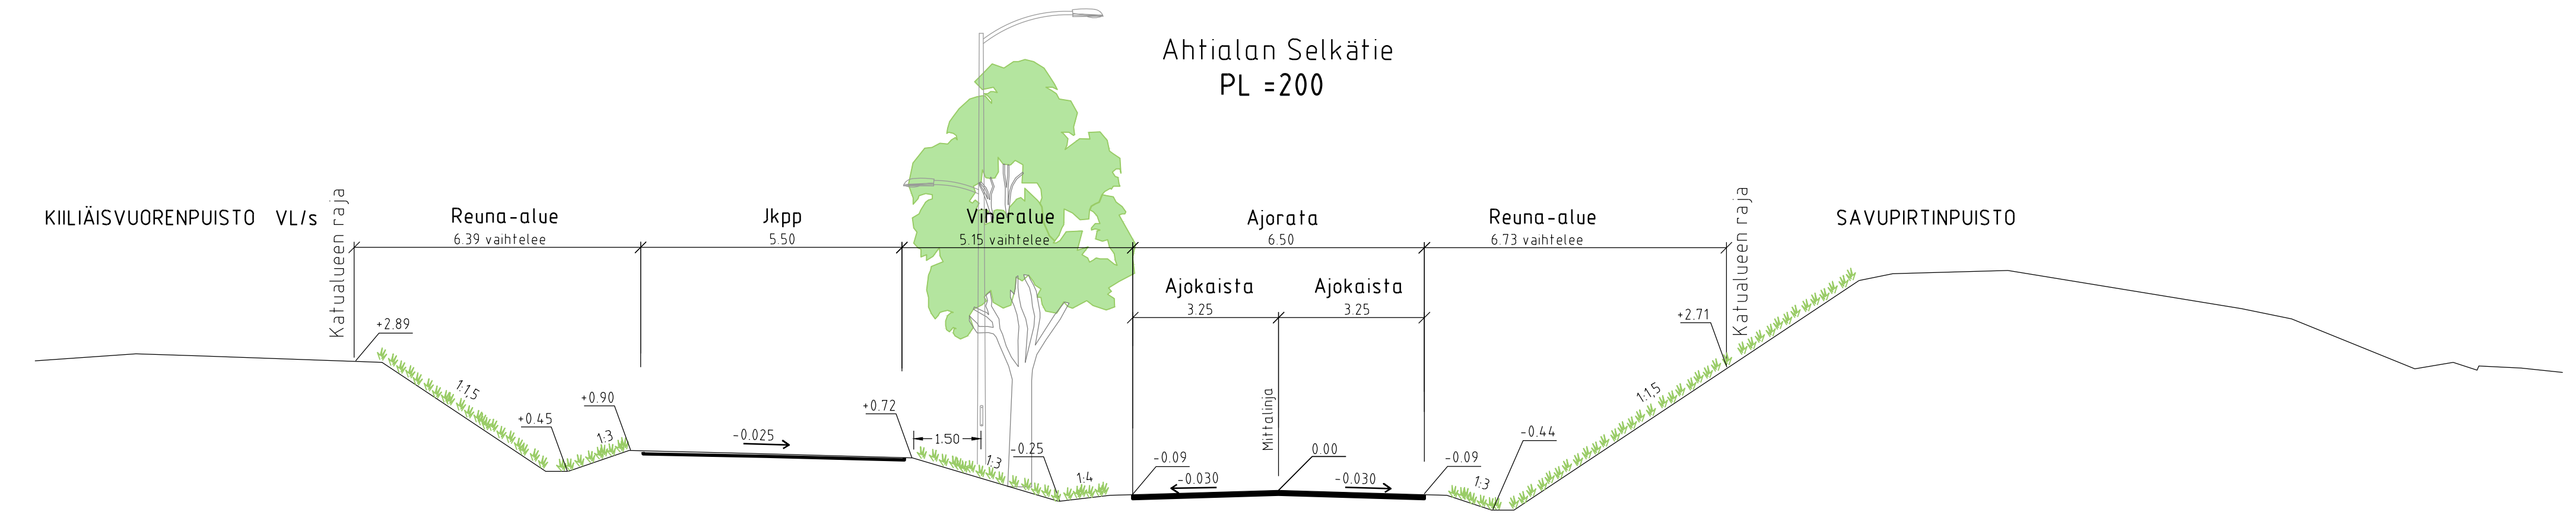 Ahtialan Selkätie
PL =200
KIILIÄISVUORENPUISTO VL/s
Katualueen raja
Reuna-alue
6.39 vaihtelee
Jkpp
5.50
Viheralue
5.15 vaihtelee
Ajorata
6.50
Reuna-alue
6.73 vaihtelee
Katualueen raja
SAVUPIRTINPUISTO
Ajokaista
3.25
Ajokaista
3.25
+2.89
1:1,5
+0.45
+0.90
1:3
-0.025
+0.72
1.50
1:3
-0.25
1:4
-0.09
-0.030
Mittalinja
0.00
-0.030
-0.09
1:3
-0.44
1:1,5
+2.71